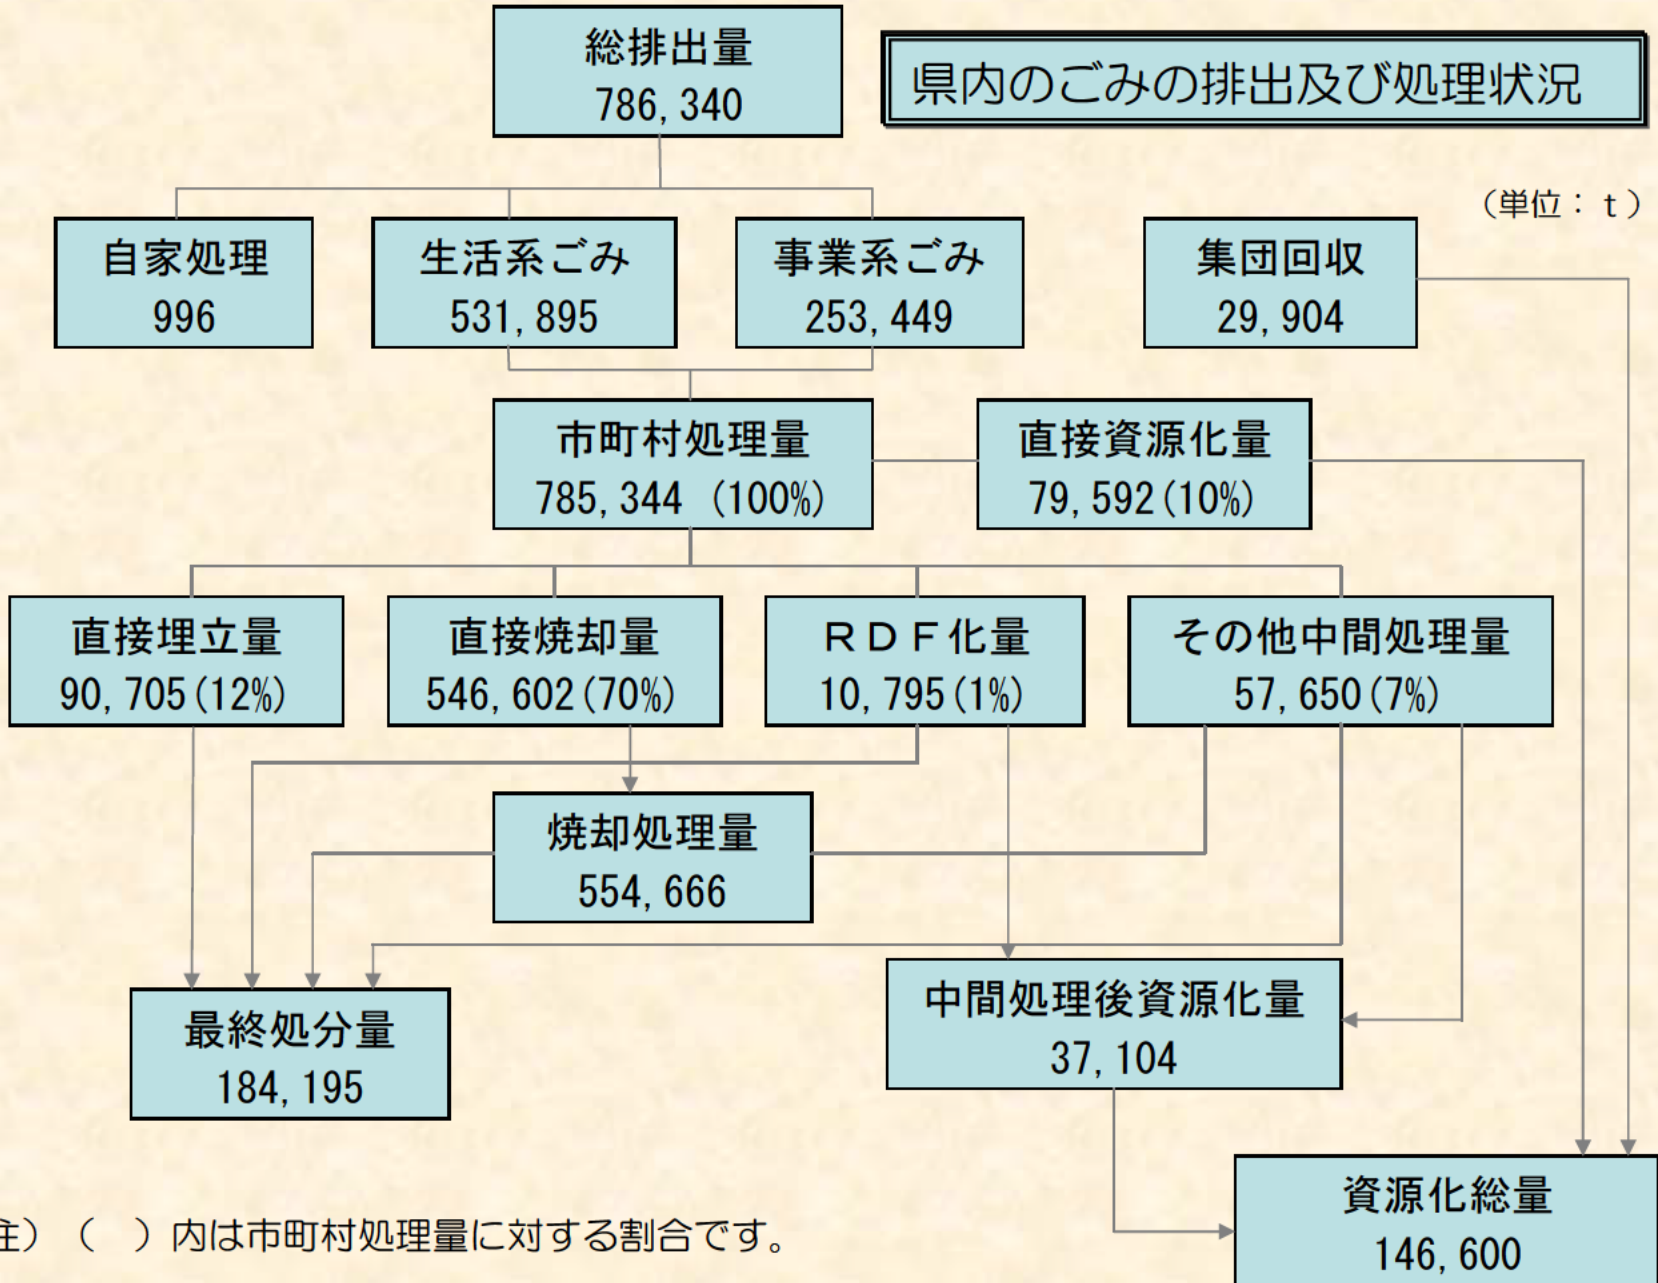 総排出量
786,340
県内のごみの排出及び処理状況
（単位：ｔ）
自家処理
996
生活系ごみ
531,895
事業系ごみ
253,449
集団回収
29,904
市町村処理量
785,344 (100%)
直接資源化量
79,592(10%)
直接埋立量
90,705(12%)
直接焼却量
546,602(70%)
ＲＤＦ化量
10,795(1%)
その他中間処理量
57,650(7%)
焼却処理量
554,666
中間処理後資源化量
37,104
最終処分量
184,195
資源化総量
146,600
注）（　）内は市町村処理量に対する割合です。